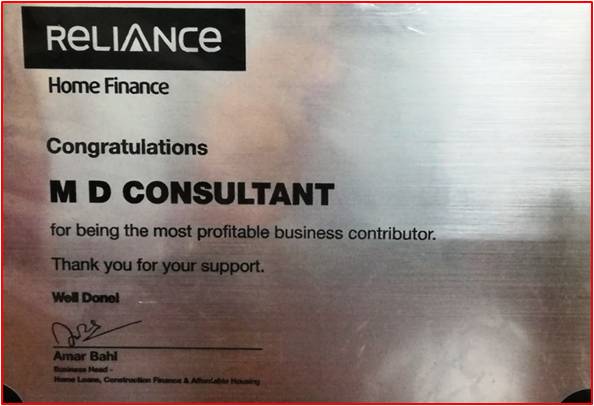 RELIANCE
Home Finance
Congratulations
M D CONSULTANT
for being the most profitable business contributor.
Thank you for your support.
Well Done!
Amar Bahl
Business Head -
Home Loans, Construction Finance & Affordable Housing